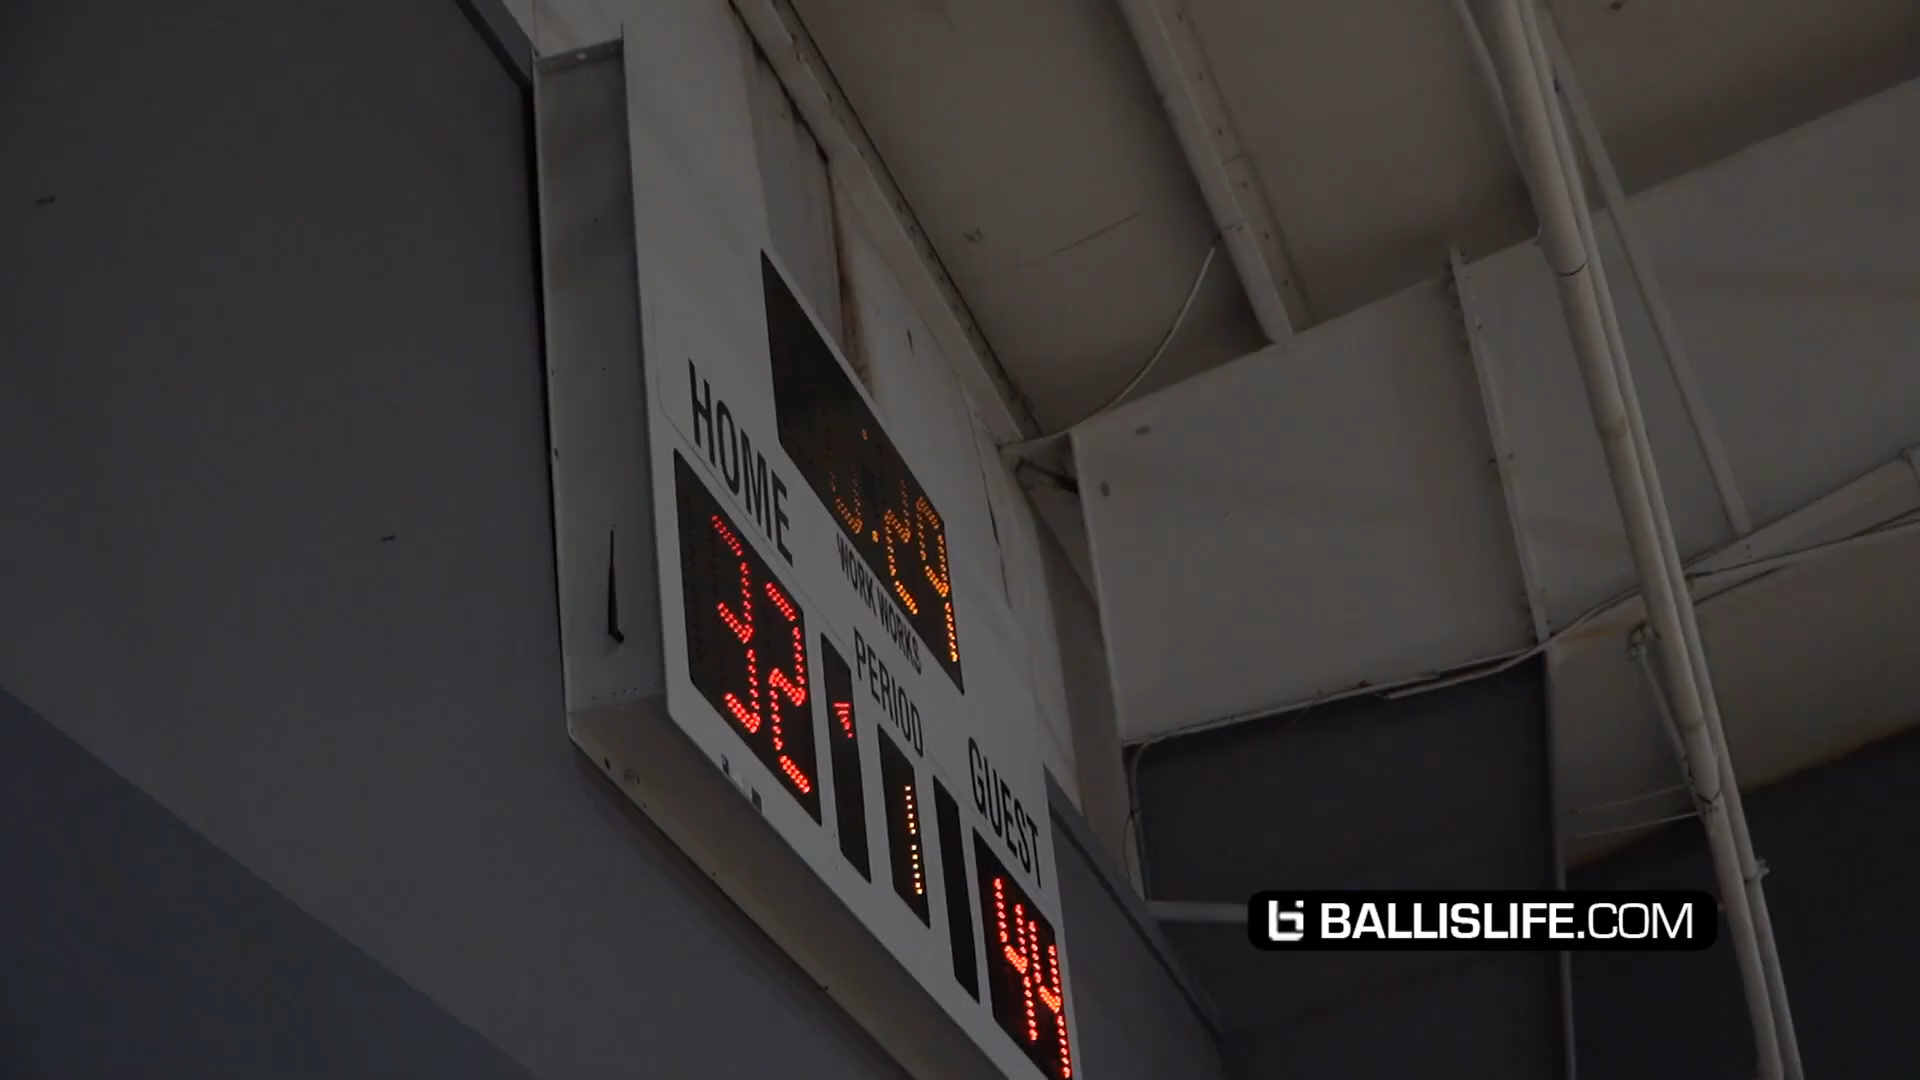 HOME
32
WORK WORKS
PERIOD
1
GUEST
44
BALLISLIFE.COM